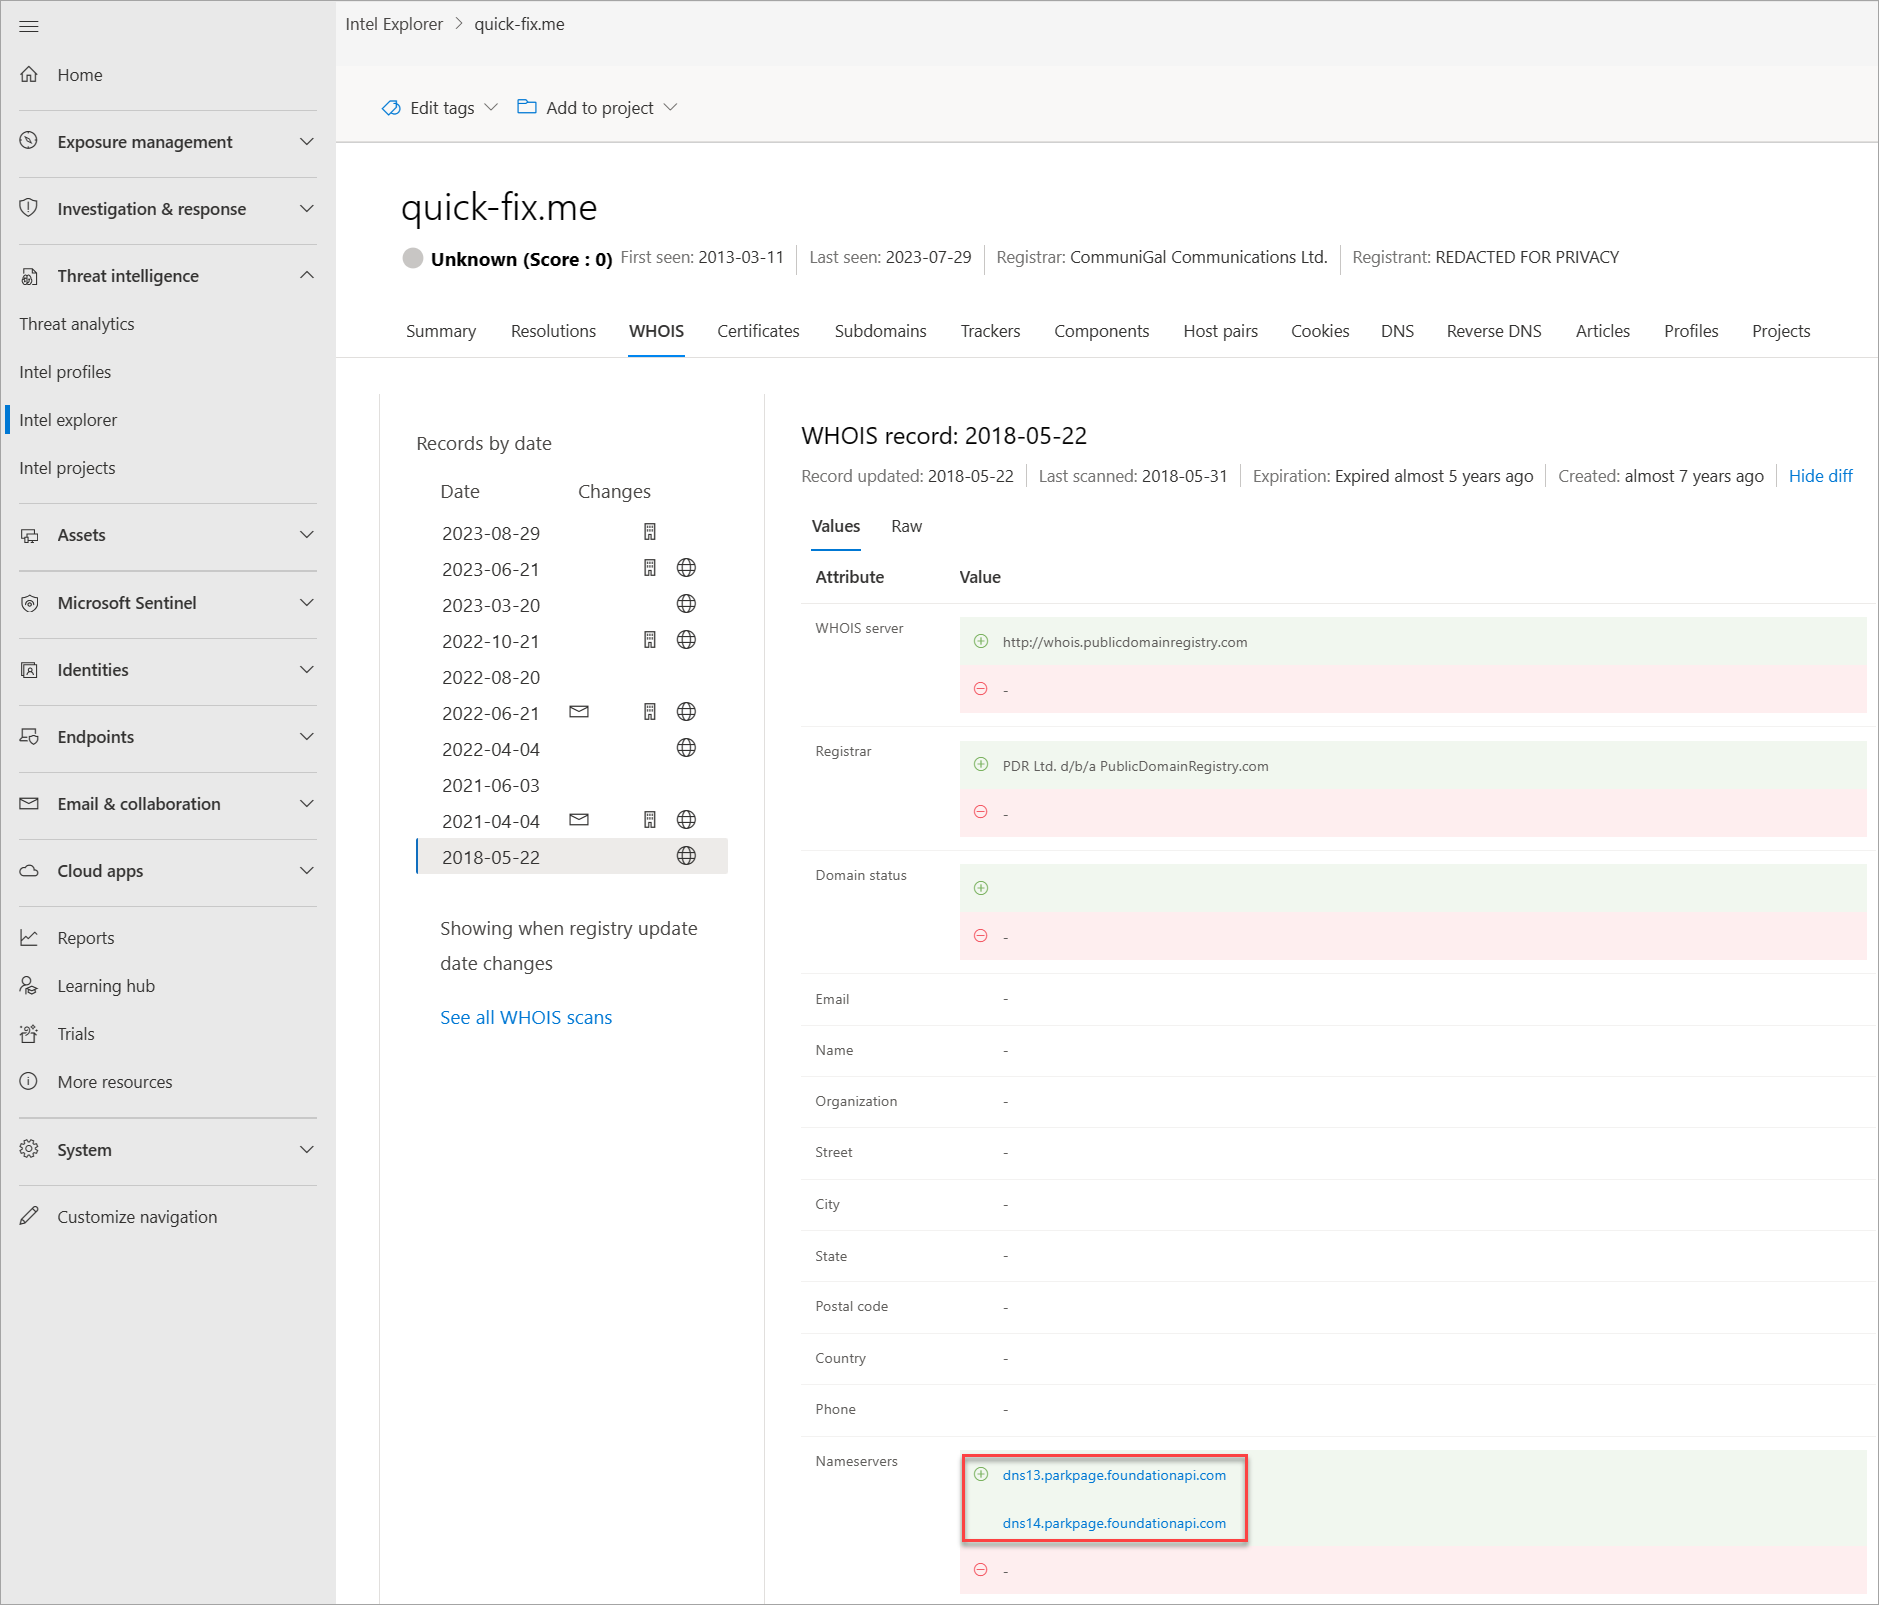 Intel Explorer > quick-fix.me
Home
Exposure management
Investigation & response
Threat intelligence
Threat analytics
Intel profiles
Intel explorer
Intel projects
Assets
Microsoft Sentinel
Identities
Endpoints
Email & collaboration
Cloud apps
Reports
Learning hub
Trials
More resources
System
Customize navigation
Edit tags
Add to project
quick-fix.me
Unknown (Score : 0) First seen: 2013-03-11 Last seen: 2023-07-29 Registrar: CommuniGal Communications Ltd. Registrant: REDACTED FOR PRIVACY
Summary Resolutions WHOIS Certificates Subdomains Trackers Components Host pairs Cookies DNS Reverse DNS Articles Profiles Projects
Records by date
Date Changes
2023-08-29
2023-06-21
2023-03-20
2022-10-21
2022-08-20
2022-06-21
2022-04-04
2021-06-03
2021-04-04
2018-05-22
Showing when registry update
date changes
See all WHOIS scans
WHOIS record: 2018-05-22
Record updated: 2018-05-22 Last scanned: 2018-05-31 Expiration: Expired almost 5 years ago Created: almost 7 years ago Hide diff
Values Raw
Attribute Value
WHOIS server http://whois.publicdomainregistry.com
-
Registrar PDR Ltd. d/b/a PublicDomainRegistry.com
-
Domain status
-
Email -
Name -
Organization -
Street -
City -
State -
Postal code -
Country -
Phone -
Nameservers dns13.parkpage.foundationapi.com
dns14.parkpage.foundationapi.com
-